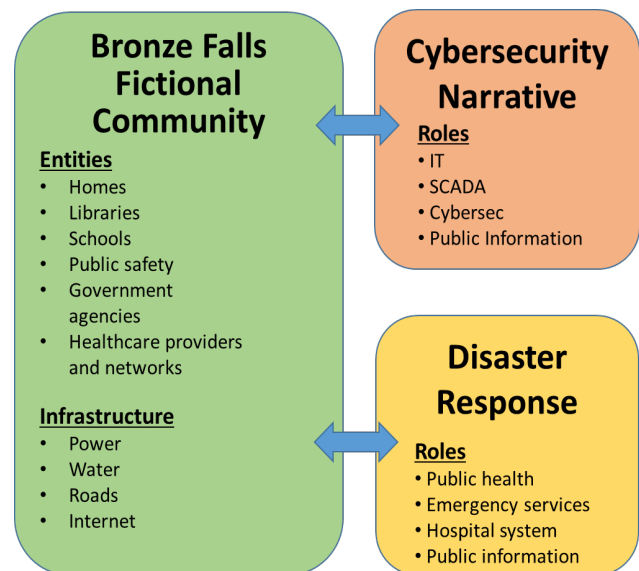 Bronze Falls
Fictional
Community
Entities
• Homes
• Libraries
• Schools
• Public safety
• Government
agencies
• Healthcare providers
and networks
Infrastructure
• Power
• Water
• Roads
• Internet
Cybersecurity
Narrative
Roles
• IT
• SCADA
• Cybersec
• Public Information
Disaster
Response
Roles
• Public health
• Emergency services
• Hospital system
• Public information